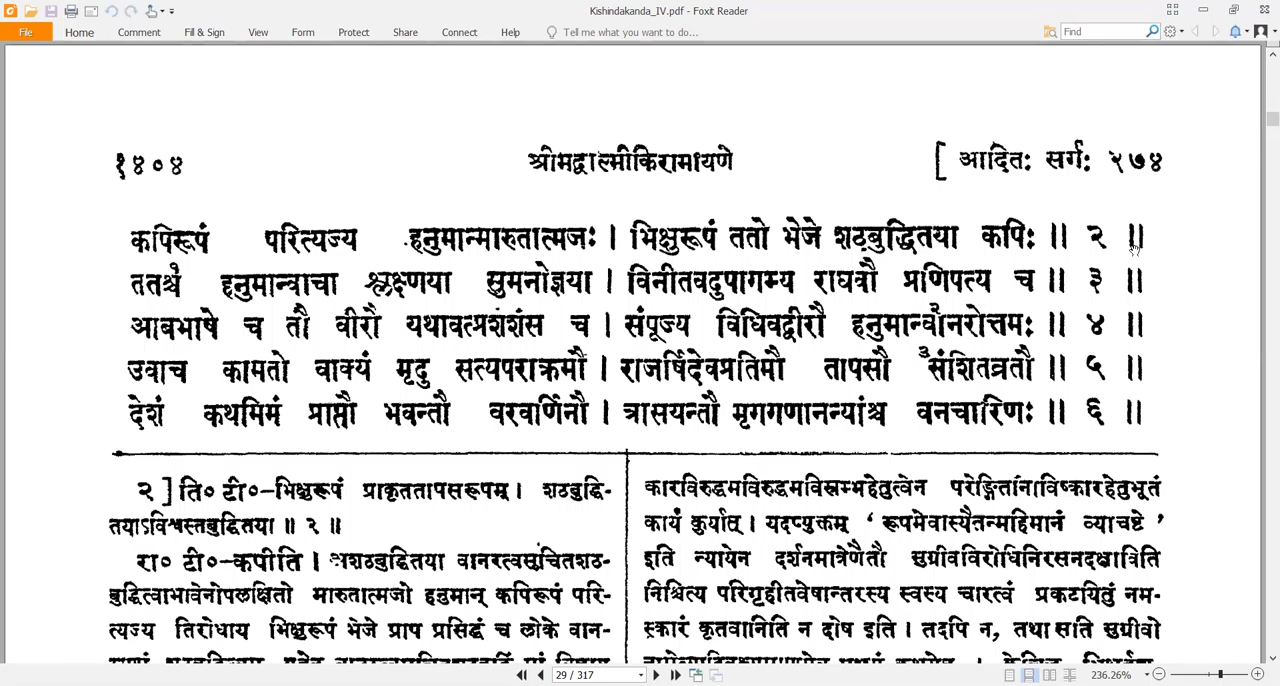 Kishindakanda_IV.pdf - Foxit Reader
File Home Comment Fill & Sign View Form Protect Share Connect Help Tell me what you want to do... Find
१४०४ श्रीमद्वाल्मीकिरामायणे [ आदितः सर्गः २७४
कपिरूपं परित्यज्य हनुमान्मारुतात्मजः । भिक्षुरूपं ततो भेजे शठबुद्धितया कपिः ॥ २ ॥
ततश्च हनुमान्वाचा श्लक्ष्णया सुमनोज्ञया । विनीतवदुपागम्य राघवौ प्रणिपत्य च ॥ ३ ॥
आबभाषे च तौ वीरौ यथावत्प्रशशंस च । संपूज्य विधिवद्वीरौ हनुमान्वानरोत्तमः ॥ ४ ॥
उवाच कामतो वाक्यं मृदु सत्यपराक्रमौ । राजर्षिदेवप्रतिमौ तापसौ संशितव्रतौ ॥ ५ ॥
देशं कथमिमं प्राप्तौ भवन्तौ वरवर्णिनौ । त्रासयन्तौ मृगगणानन्यांश्च वनचारिणः ॥ ६ ॥
२ ] ति० टी०-भिक्षुरूपं प्राकृततापसरूपम् । शठबुद्धि-
तयाऽविश्वस्तबुद्धितया ॥ २ ॥
रा० टी०-कपीति । अशठबुद्धितया वानरत्वसूचितशठ-
बुद्धित्वाभावेनोपलक्षितो मारुतात्मजो हनुमान् कपिरूपं परि-
त्यज्य तिरोधाय भिक्षुरूपं भेजे प्राप प्रसिद्धं च लोके वान-
कारविरुद्धमविरुद्धमविस्रम्भहेतुत्वेन परेङ्गितानाविष्कारहेतुभूतं
कार्यं कुर्यात् । यदप्युक्तम् ' रूपमेवास्यैतन्महिमानं व्याचष्टे '
इति न्यायेन दर्शनमात्रेणैतौ सुग्रीवविरोधिनिरसनदक्षाविति
निश्चित्य परिगृहीतवेषान्तरस्य स्वस्य चारत्वं प्रकटयितुं नम-
स्कारं कृतवानिति न दोष इति । तदपि न, तथा सति सुग्रीवो
29 / 317 236.26%